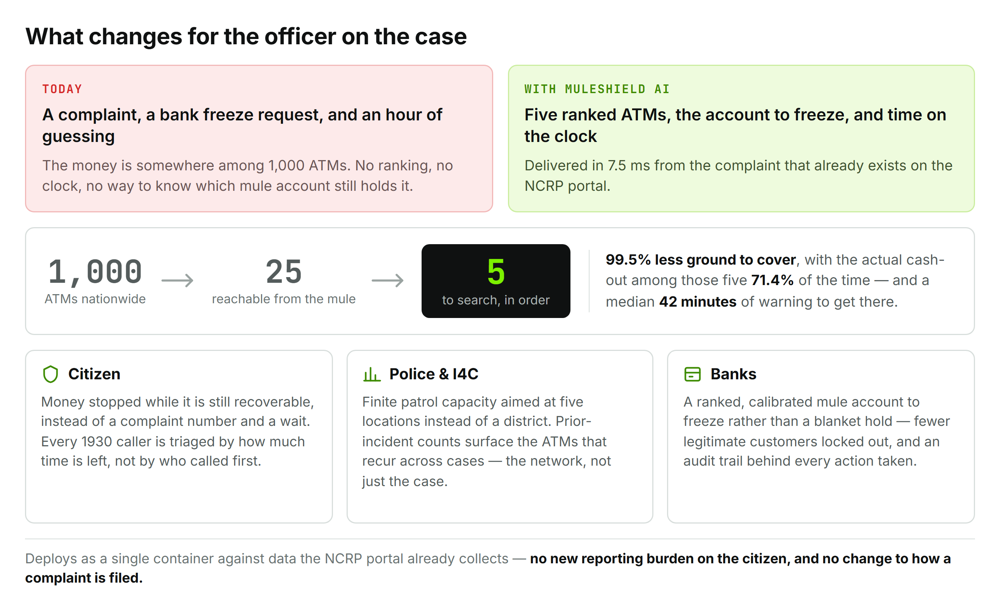 What changes for the officer on the case
TODAY
A complaint, a bank freeze request, and an hour of
guessing
The money is somewhere among 1,000 ATMs. No ranking, no
clock, no way to know which mule account still holds it.
WITH MULESHIELD AI
Five ranked ATMs, the account to freeze, and time on
the clock
Delivered in 7.5 ms from the complaint that already exists on the
NCRP portal.
1,000
ATMs nationwide
25
reachable from the mule
5
to search, in order
99.5% less ground to cover, with the actual cash-
out among those five 71.4% of the time — and a
median 42 minutes of warning to get there.
Citizen
Money stopped while it is still recoverable,
instead of a complaint number and a wait.
Every 1930 caller is triaged by how much
time is left, not by who called first.
Police & I4C
Finite patrol capacity aimed at five
locations instead of a district. Prior-
incident counts surface the ATMs that
recur across cases — the network, not
just the case.
Banks
A ranked, calibrated mule account to
freeze rather than a blanket hold — fewer
legitimate customers locked out, and an
audit trail behind every action taken.
Deploys as a single container against data the NCRP portal already collects — no new reporting burden on the citizen, and no change to how a
complaint is filed.